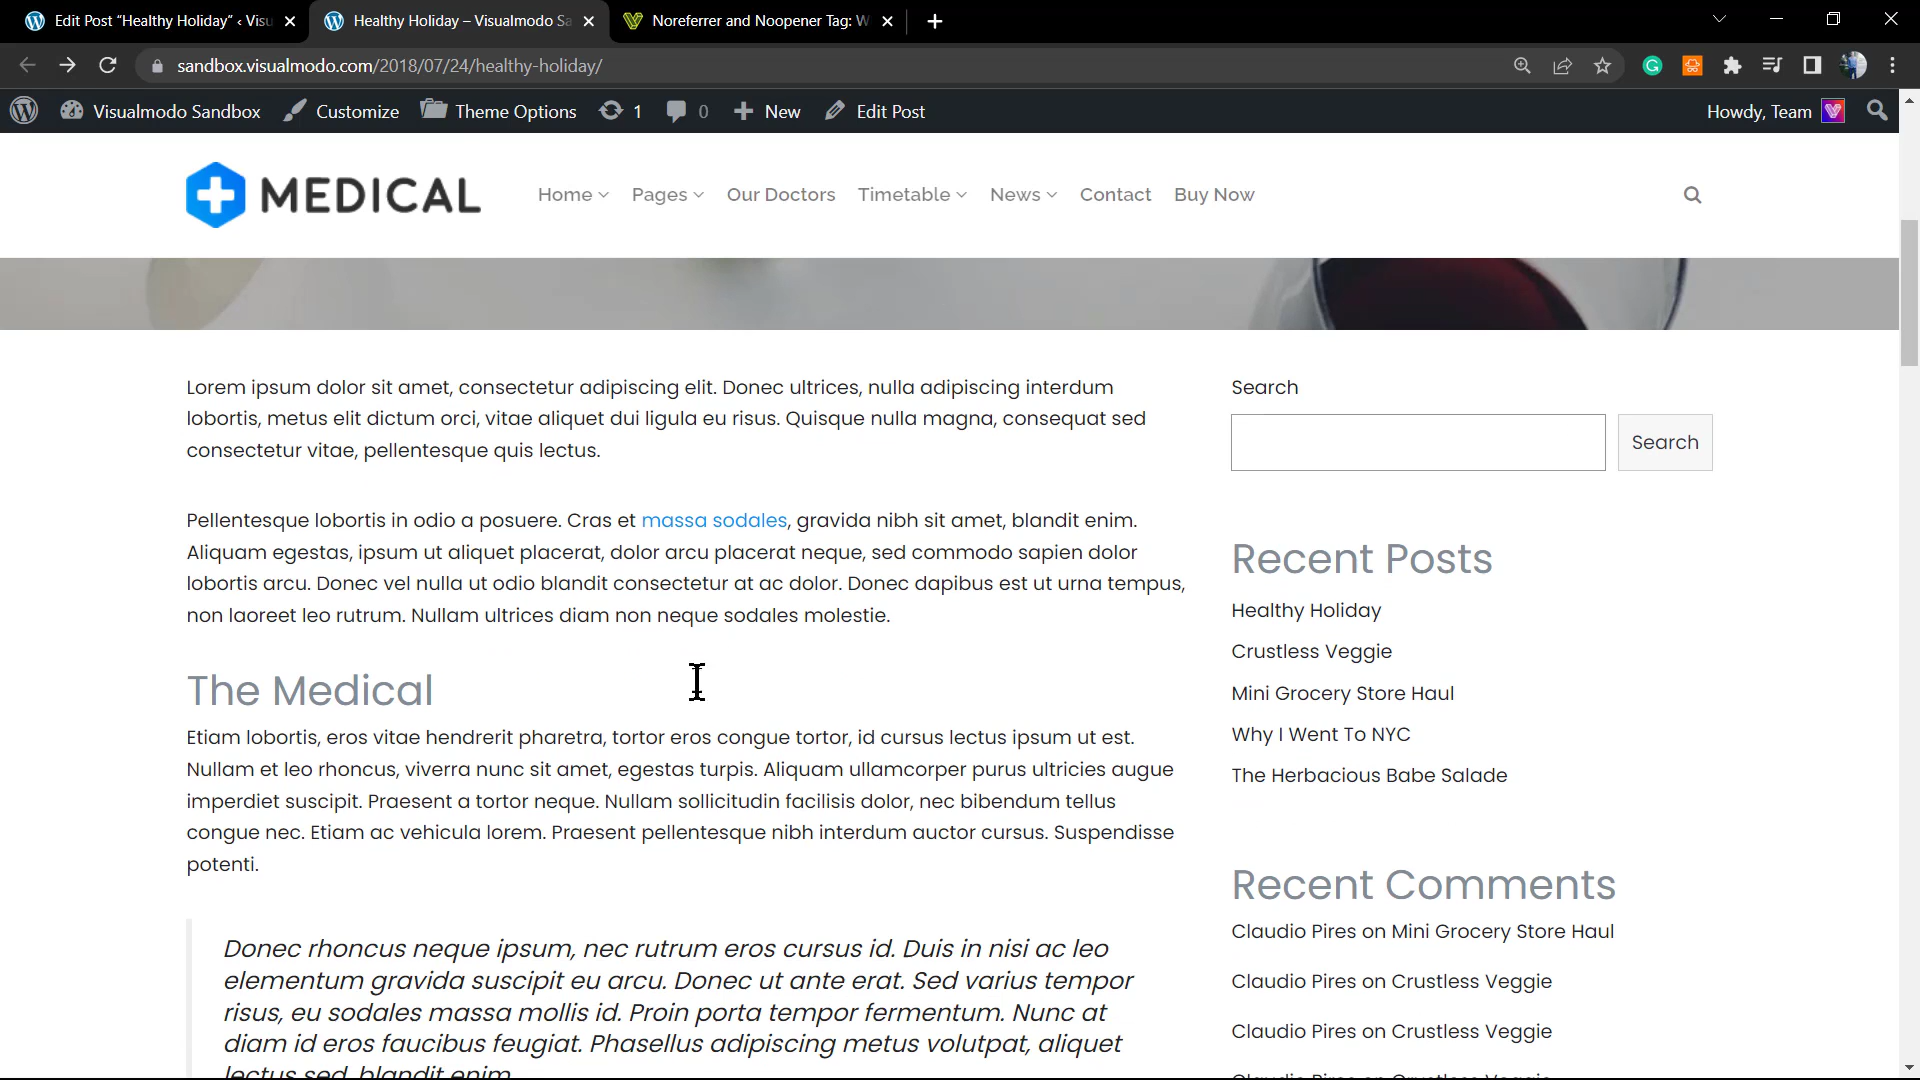 Edit Post “Healthy Holiday” ‹ Visu
Healthy Holiday – Visualmodo Sa
Noreferrer and Noopener Tag: W
sandbox.visualmodo.com/2018/07/24/healthy-holiday/
Visualmodo Sandbox Customize Theme Options 1 0 New Edit Post Howdy, Team
MEDICAL
Home Pages Our Doctors Timetable News Contact Buy Now
Lorem ipsum dolor sit amet, consectetur adipiscing elit. Donec ultrices, nulla adipiscing interdum
lobortis, metus elit dictum orci, vitae aliquet dui ligula eu risus. Quisque nulla magna, consequat sed
consectetur vitae, pellentesque quis lectus.
Pellentesque lobortis in odio a posuere. Cras et massa sodales, gravida nibh sit amet, blandit enim.
Aliquam egestas, ipsum ut aliquet placerat, dolor arcu placerat neque, sed commodo sapien dolor
lobortis arcu. Donec vel nulla ut odio blandit consectetur at ac dolor. Donec dapibus est ut urna tempus,
non laoreet leo rutrum. Nullam ultrices diam non neque sodales molestie.
The Medical
Etiam lobortis, eros vitae hendrerit pharetra, tortor eros congue tortor, id cursus lectus ipsum ut est.
Nullam et leo rhoncus, viverra nunc sit amet, egestas turpis. Aliquam ullamcorper purus ultricies augue
imperdiet suscipit. Praesent a tortor neque. Nullam sollicitudin facilisis dolor, nec bibendum tellus
congue nec. Etiam ac vehicula lorem. Praesent pellentesque nibh interdum auctor cursus. Suspendisse
potenti.
Donec rhoncus neque ipsum, nec rutrum eros cursus id. Duis in nisi ac leo
elementum gravida suscipit eu arcu. Donec ut ante erat. Sed varius tempor
risus, eu sodales massa mollis id. Proin porta tempor fermentum. Nunc at
diam id eros faucibus feugiat. Phasellus adipiscing metus volutpat, aliquet
lectus sed, blandit enim.
Search
Search
Recent Posts
Healthy Holiday
Crustless Veggie
Mini Grocery Store Haul
Why I Went To NYC
The Herbacious Babe Salade
Recent Comments
Claudio Pires on Mini Grocery Store Haul
Claudio Pires on Crustless Veggie
Claudio Pires on Crustless Veggie
Claudio Pires on Crustless Veggie